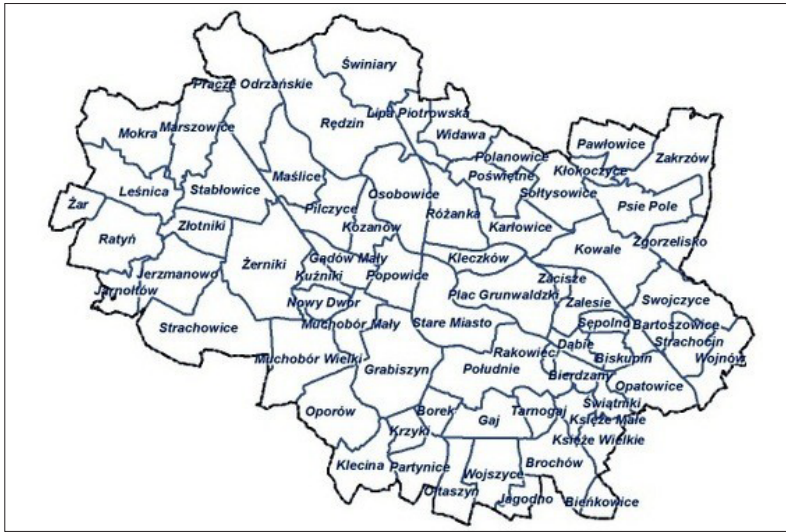 Świniary
Pracze Odrzańskie
Lipa Piotrowska
Rędzin
Mokra
Marszowice
Widawa
Pawłowice
Zakrzów
Polanowice
Kłokoczyce
Maślice
Poświętne
Leśnica
Stabłowice
Osobowice
Sołtysowice
Żar
Pilczyce
Różanka
Psie Pole
Złotniki
Kozanów
Karłowice
Ratyń
Zgorzelisko
Żerniki
Gądów Mały
Kleczków
Kowale
Jerzmanowo
Kuźniki
Popowice
Zacisze
Jarnołtów
Nowy Dwór
Plac Grunwaldzki
Zalesie
Swojczyce
Strachowice
Muchobór Mały
Stare Miasto
Sępolno
Bartoszowice
Dąbie
Strachocin
Muchobór Wielki
Rakowiec
Biskupin
Wojnów
Grabiszyn
Południe
Bierdzany
Opatowice
Oporów
Borek
Gaj
Tarnogaj
Świątniki
Krzyki
Księże Małe
Księże Wielkie
Klecina
Partynice
Wojszyce
Brochów
Ołtaszyn
Jagodno
Bieńkowice